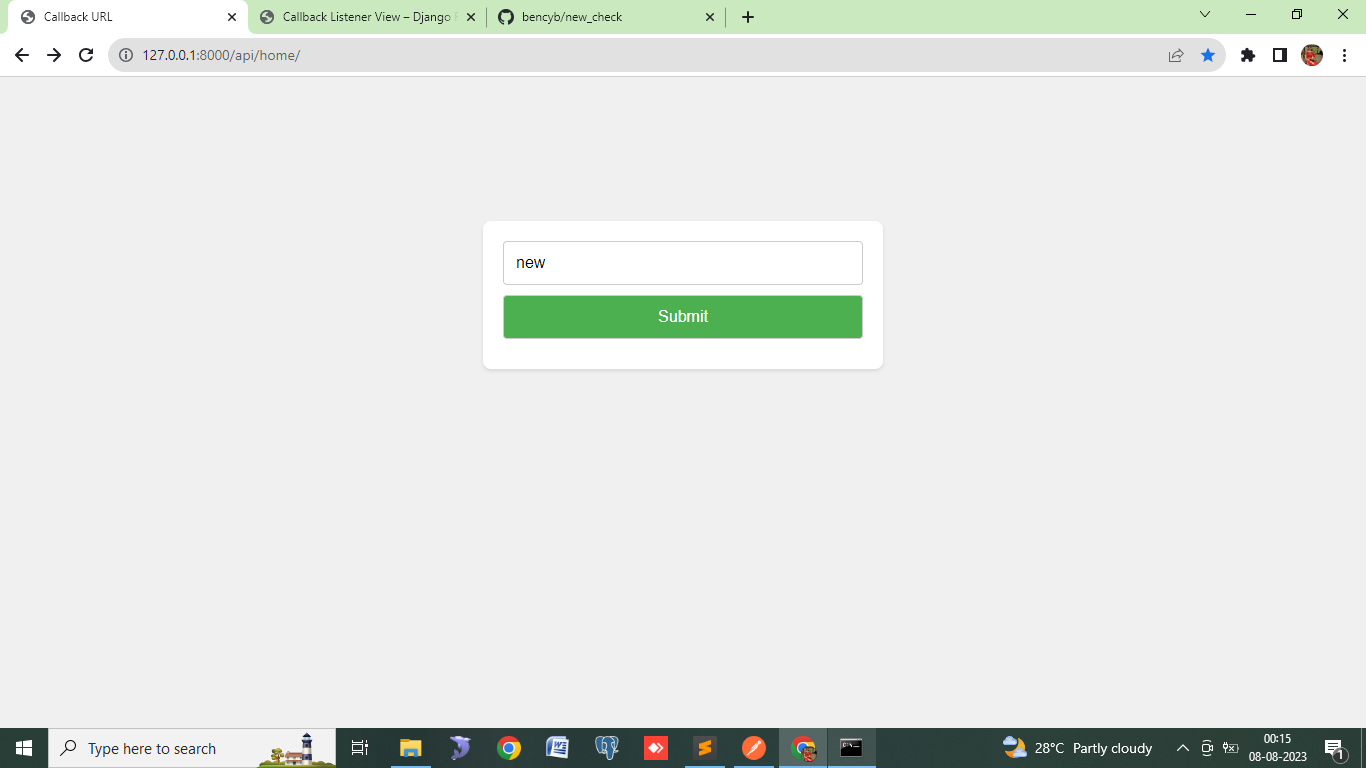 Callback URL
Callback Listener View – Django
bencyb/new_check
127.0.0.1:8000/api/home/
new
Submit
Type here to search
28°C Partly cloudy
00:15
08-08-2023
1